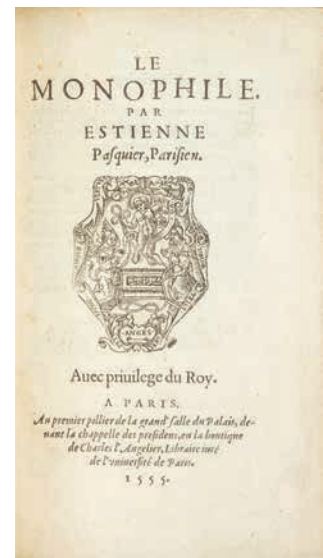 LE
MONOPHILE.
PAR
ESTIENNE
Pasquier, Parisien.
Auec priuilege du Roy.
A PARIS,
Au premier pillier de la grand' salle du Palais, de-
uant la chappelle des presidens, en la boutique
de Charles l'Angelier, Libraire iuré
de l'vniuersité de Paris.
1555.